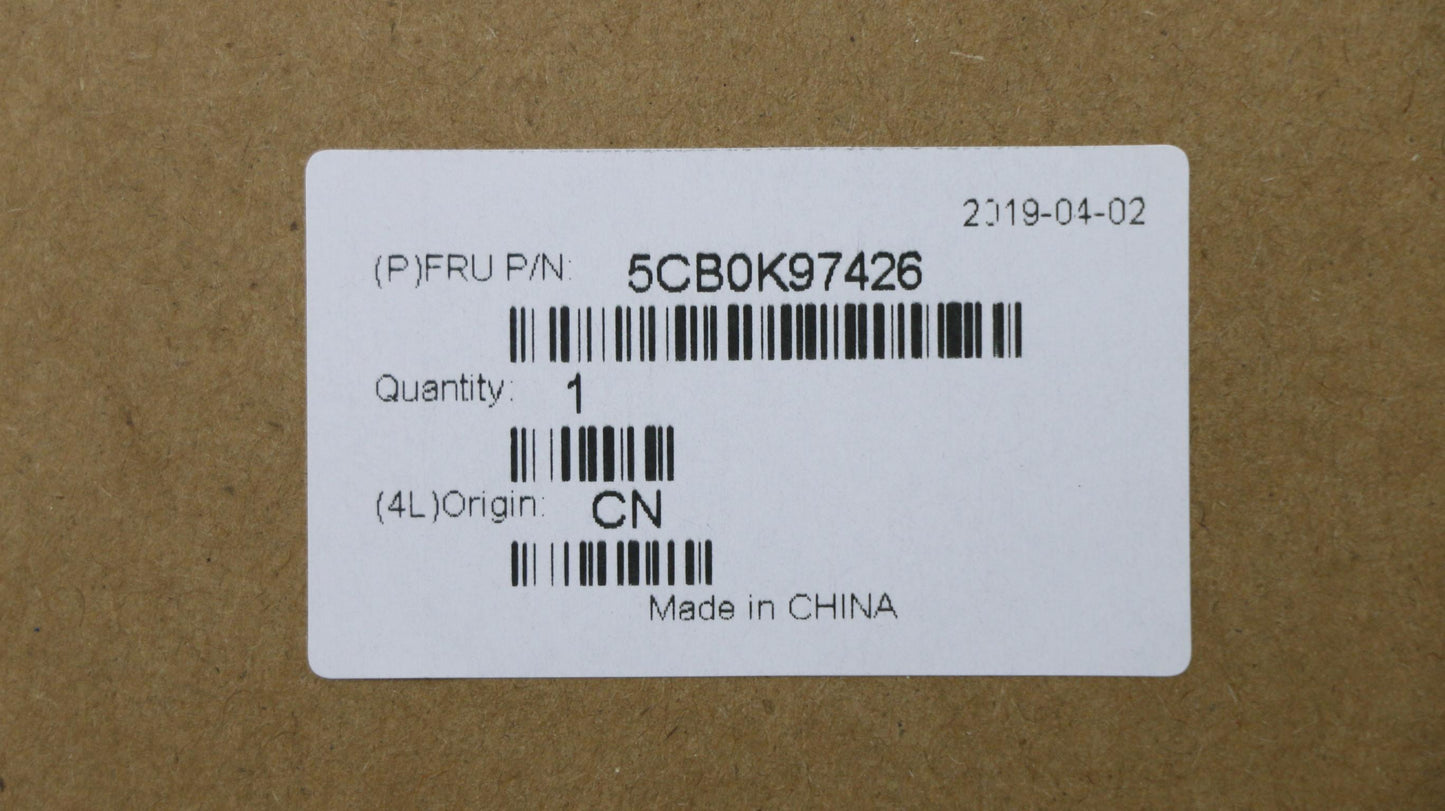 2019-04-02
(P)FRU P/N: 5CB0K97426
Quantity: 1
(4L)Origin: CN
Made in CHINA